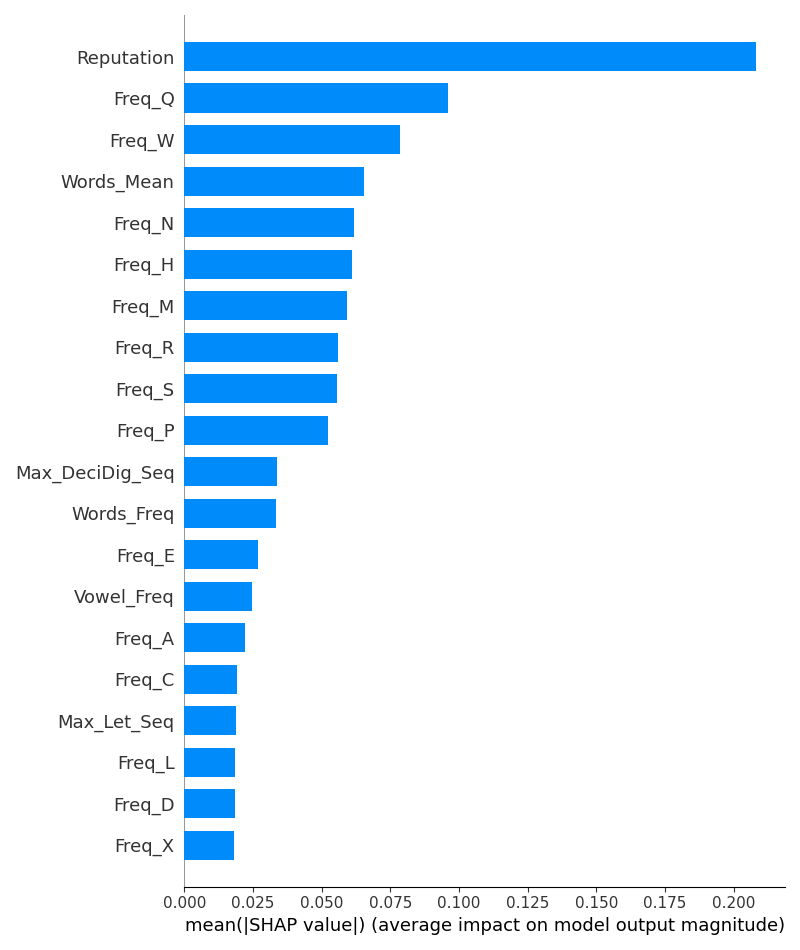 Reputation
Freq_Q
Freq_W
Words_Mean
Freq_N
Freq_H
Freq_M
Freq_R
Freq_S
Freq_P
Max_DeciDig_Seq
Words_Freq
Freq_E
Vowel_Freq
Freq_A
Freq_C
Max_Let_Seq
Freq_L
Freq_D
Freq_X
0.000 0.025 0.050 0.075 0.100 0.125 0.150 0.175 0.200
mean(|SHAP value|) (average impact on model output magnitude)